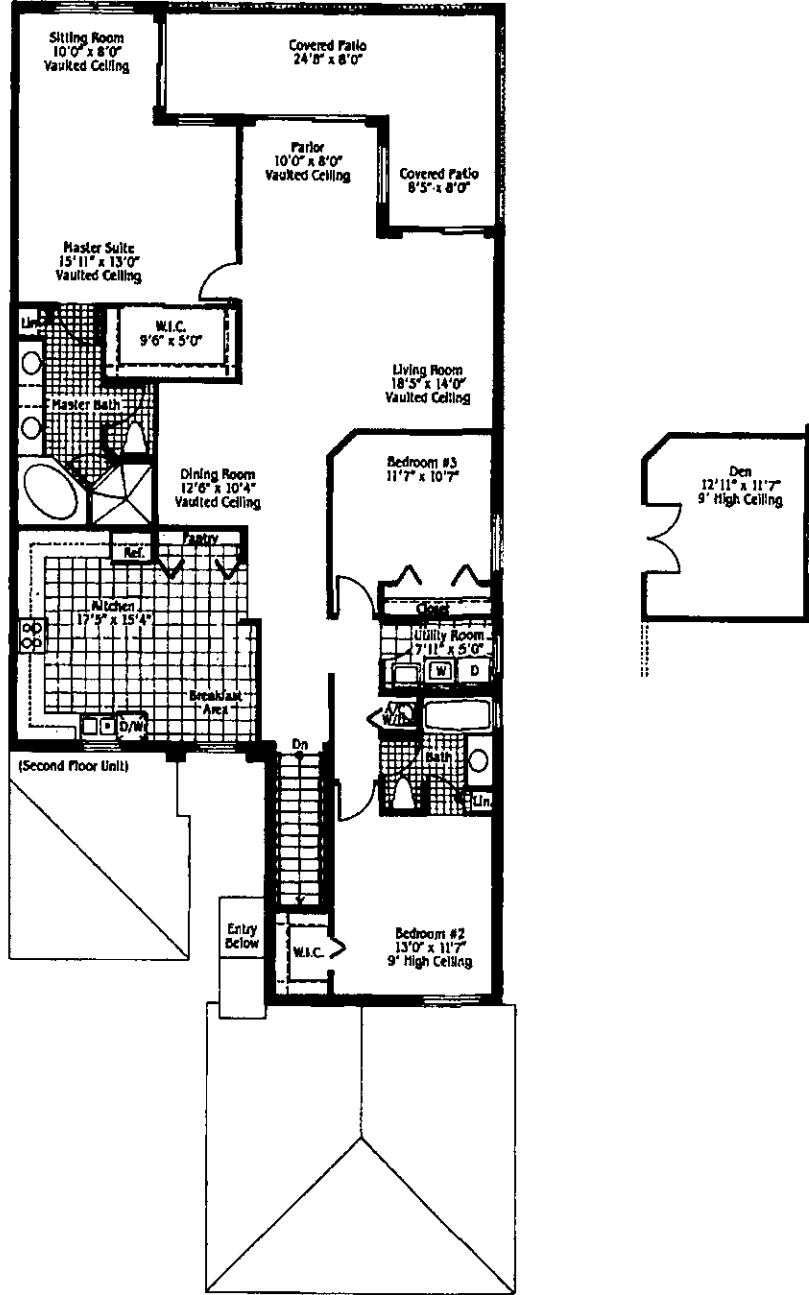 Sitting Room
10'0" x 8'0"
Vaulted Ceiling
Covered Patio
24'8" x 8'0"
Parlor
10'0" x 8'0"
Vaulted Ceiling
Covered Patio
8'5" x 8'0"
Master Suite
15'11" x 13'0"
Vaulted Ceiling
Lin.
W.I.C.
9'6" x 5'0"
Living Room
18'5" x 14'0"
Vaulted Ceiling
Master Bath
Dining Room
12'6" x 10'4"
Vaulted Ceiling
Bedroom #3
11'7" x 10'7"
Den
12'11" x 11'7"
9' High Ceiling
Pantry
Ref.
Kitchen
17'5" x 15'4"
Closet
Utility Room
7'11" x 5'0"
W
D
Breakfast
Area
A/C
D/W
Dn
Bath
(Second Floor Unit)
Lin.
Entry
Below
W.I.C.
Bedroom #2
13'0" x 11'7"
9' High Ceiling